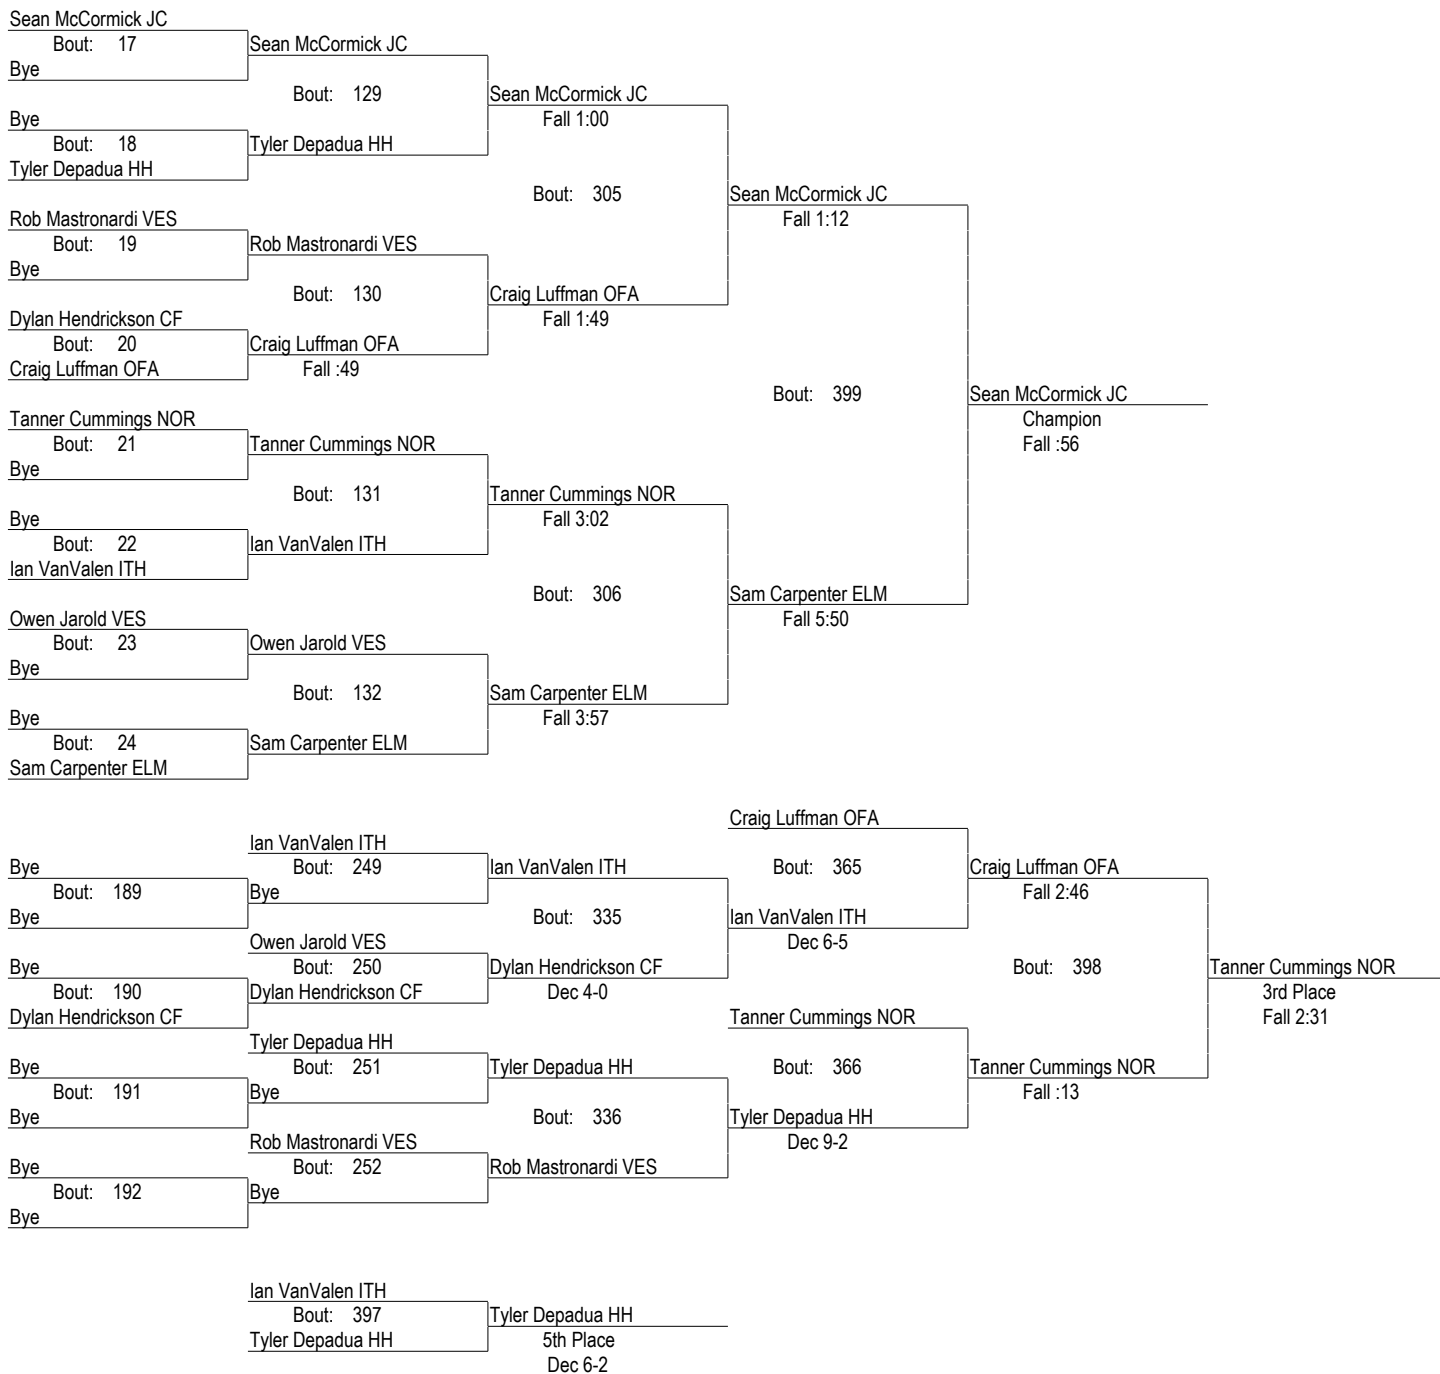 Sean McCormick JC
Bout: 17
Bye
Bye
Bout: 18
Tyler Depadua HH
Rob Mastronardi VES
Bout: 19
Bye
Dylan Hendrickson CF
Bout: 20
Craig Luffman OFA
Tanner Cummings NOR
Bout: 21
Bye
Bye
Bout: 22
Ian VanValen ITH
Owen Jarold VES
Bout: 23
Bye
Bye
Bout: 24
Sam Carpenter ELM
Sean McCormick JC
Bout: 129
Tyler Depadua HH
Rob Mastronardi VES
Bout: 130
Craig Luffman OFA
Fall :49
Tanner Cummings NOR
Bout: 131
Ian VanValen ITH
Owen Jarold VES
Bout: 132
Sam Carpenter ELM
Sean McCormick JC
Fall 1:00
Bout: 305
Craig Luffman OFA
Fall 1:49
Tanner Cummings NOR
Fall 3:02
Bout: 306
Sam Carpenter ELM
Fall 3:57
Sean McCormick JC
Fall 1:12
Bout: 399
Sam Carpenter ELM
Fall 5:50
Sean McCormick JC
Champion
Fall :56
Bye
Bout: 189
Bye
Bye
Bout: 190
Dylan Hendrickson CF
Bye
Bout: 191
Bye
Bye
Bout: 192
Bye
Ian VanValen ITH
Bout: 249
Bye
Owen Jarold VES
Bout: 250
Dylan Hendrickson CF
Tyler Depadua HH
Bout: 251
Bye
Rob Mastronardi VES
Bout: 252
Bye
Ian VanValen ITH
Bout: 335
Dylan Hendrickson CF
Dec 4-0
Tyler Depadua HH
Bout: 336
Rob Mastronardi VES
Craig Luffman OFA
Bout: 365
Ian VanValen ITH
Dec 6-5
Tanner Cummings NOR
Bout: 366
Tyler Depadua HH
Dec 9-2
Craig Luffman OFA
Fall 2:46
Bout: 398
Tanner Cummings NOR
Fall :13
Tanner Cummings NOR
3rd Place
Fall 2:31
Ian VanValen ITH
Bout: 397
Tyler Depadua HH
Tyler Depadua HH
5th Place
Dec 6-2